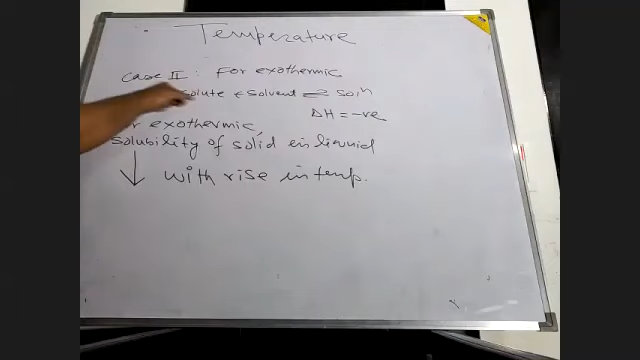 Temperature
Case II : For exothermic
solute + solvent ⇌ soln
ΔH = -ve
exothermic,
solubility of solid in liquid
↓ with rise in temp.